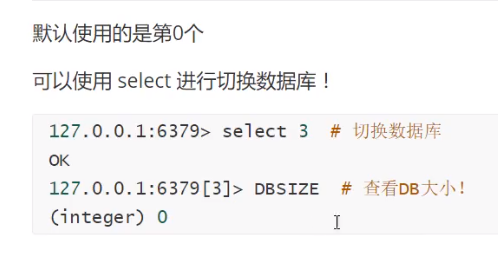 默认使用的是第0个
可以使用 select 进行切换数据库！
127.0.0.1:6379> select 3  # 切换数据库
OK
127.0.0.1:6379[3]> DBSIZE  # 查看DB大小！
(integer) 0